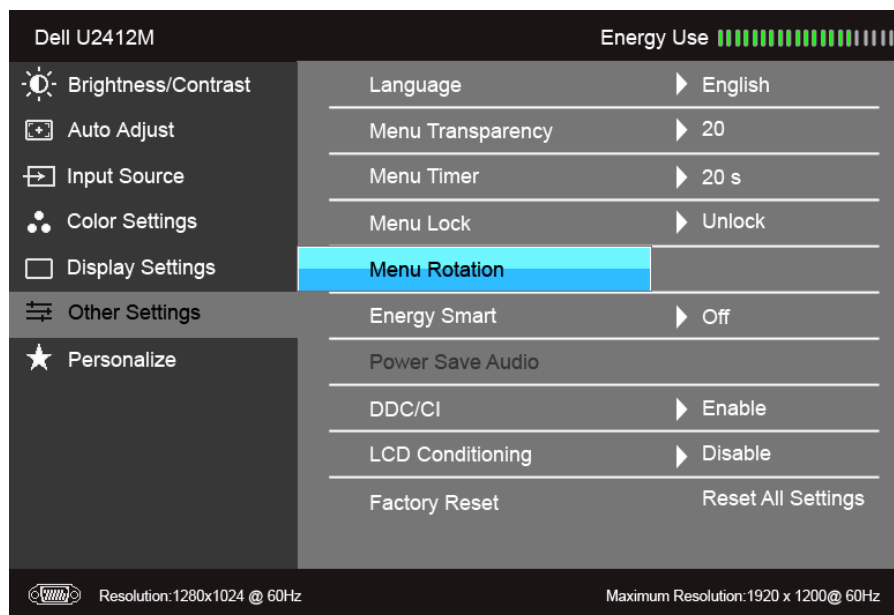 Dell U2412M
Energy Use
Brightness/Contrast
Auto Adjust
Input Source
Color Settings
Display Settings
Other Settings
Personalize
Language English
Menu Transparency 20
Menu Timer 20 s
Menu Lock Unlock
Menu Rotation
Energy Smart Off
Power Save Audio
DDC/CI Enable
LCD Conditioning Disable
Factory Reset Reset All Settings
Resolution:1280x1024 @ 60Hz
Maximum Resolution:1920 x 1200@ 60Hz